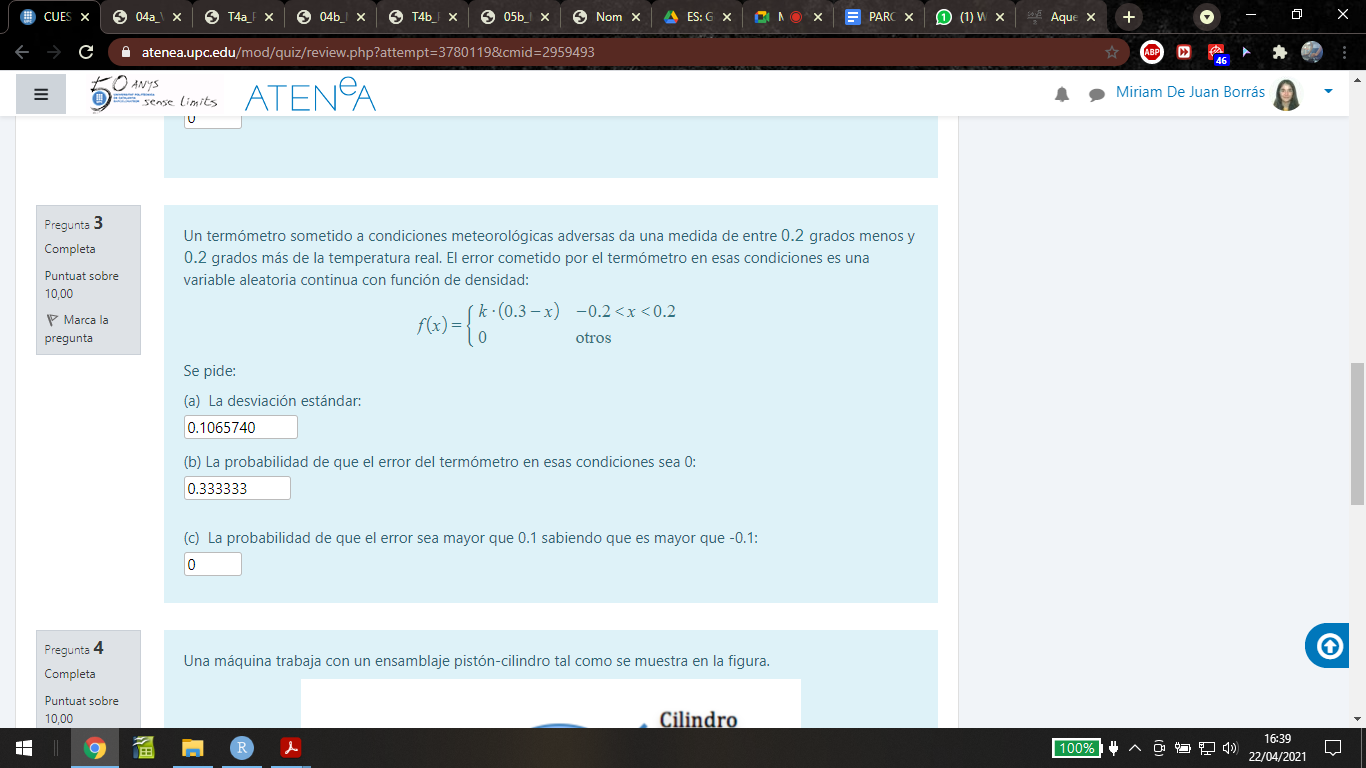 CUES
04a_
T4a_
04b_
T4b_
05b_
Nom
ES: G
PARC
(1) W
Aque
atenea.upc.edu/mod/quiz/review.php?attempt=3780119&cmid=2959493
ABP
46
50 ANYS
sense límits
ATENeA
Miriam De Juan Borrás
0
Pregunta 3
Completa
Puntuat sobre
10,00
Marca la
pregunta
Un termómetro sometido a condiciones meteorológicas adversas da una medida de entre 0.2 grados menos y
0.2 grados más de la temperatura real. El error cometido por el termómetro en esas condiciones es una
variable aleatoria continua con función de densidad:
f(x) = { k·(0.3 − x) −0.2 < x < 0.2
0 otros
Se pide:
(a) La desviación estándar:
0.1065740
(b) La probabilidad de que el error del termómetro en esas condiciones sea 0:
0.333333
(c) La probabilidad de que el error sea mayor que 0.1 sabiendo que es mayor que -0.1:
0
Pregunta 4
Completa
Puntuat sobre
10,00
Una máquina trabaja con un ensamblaje pistón-cilindro tal como se muestra en la figura.
Cilindro
100%
16:39
22/04/2021